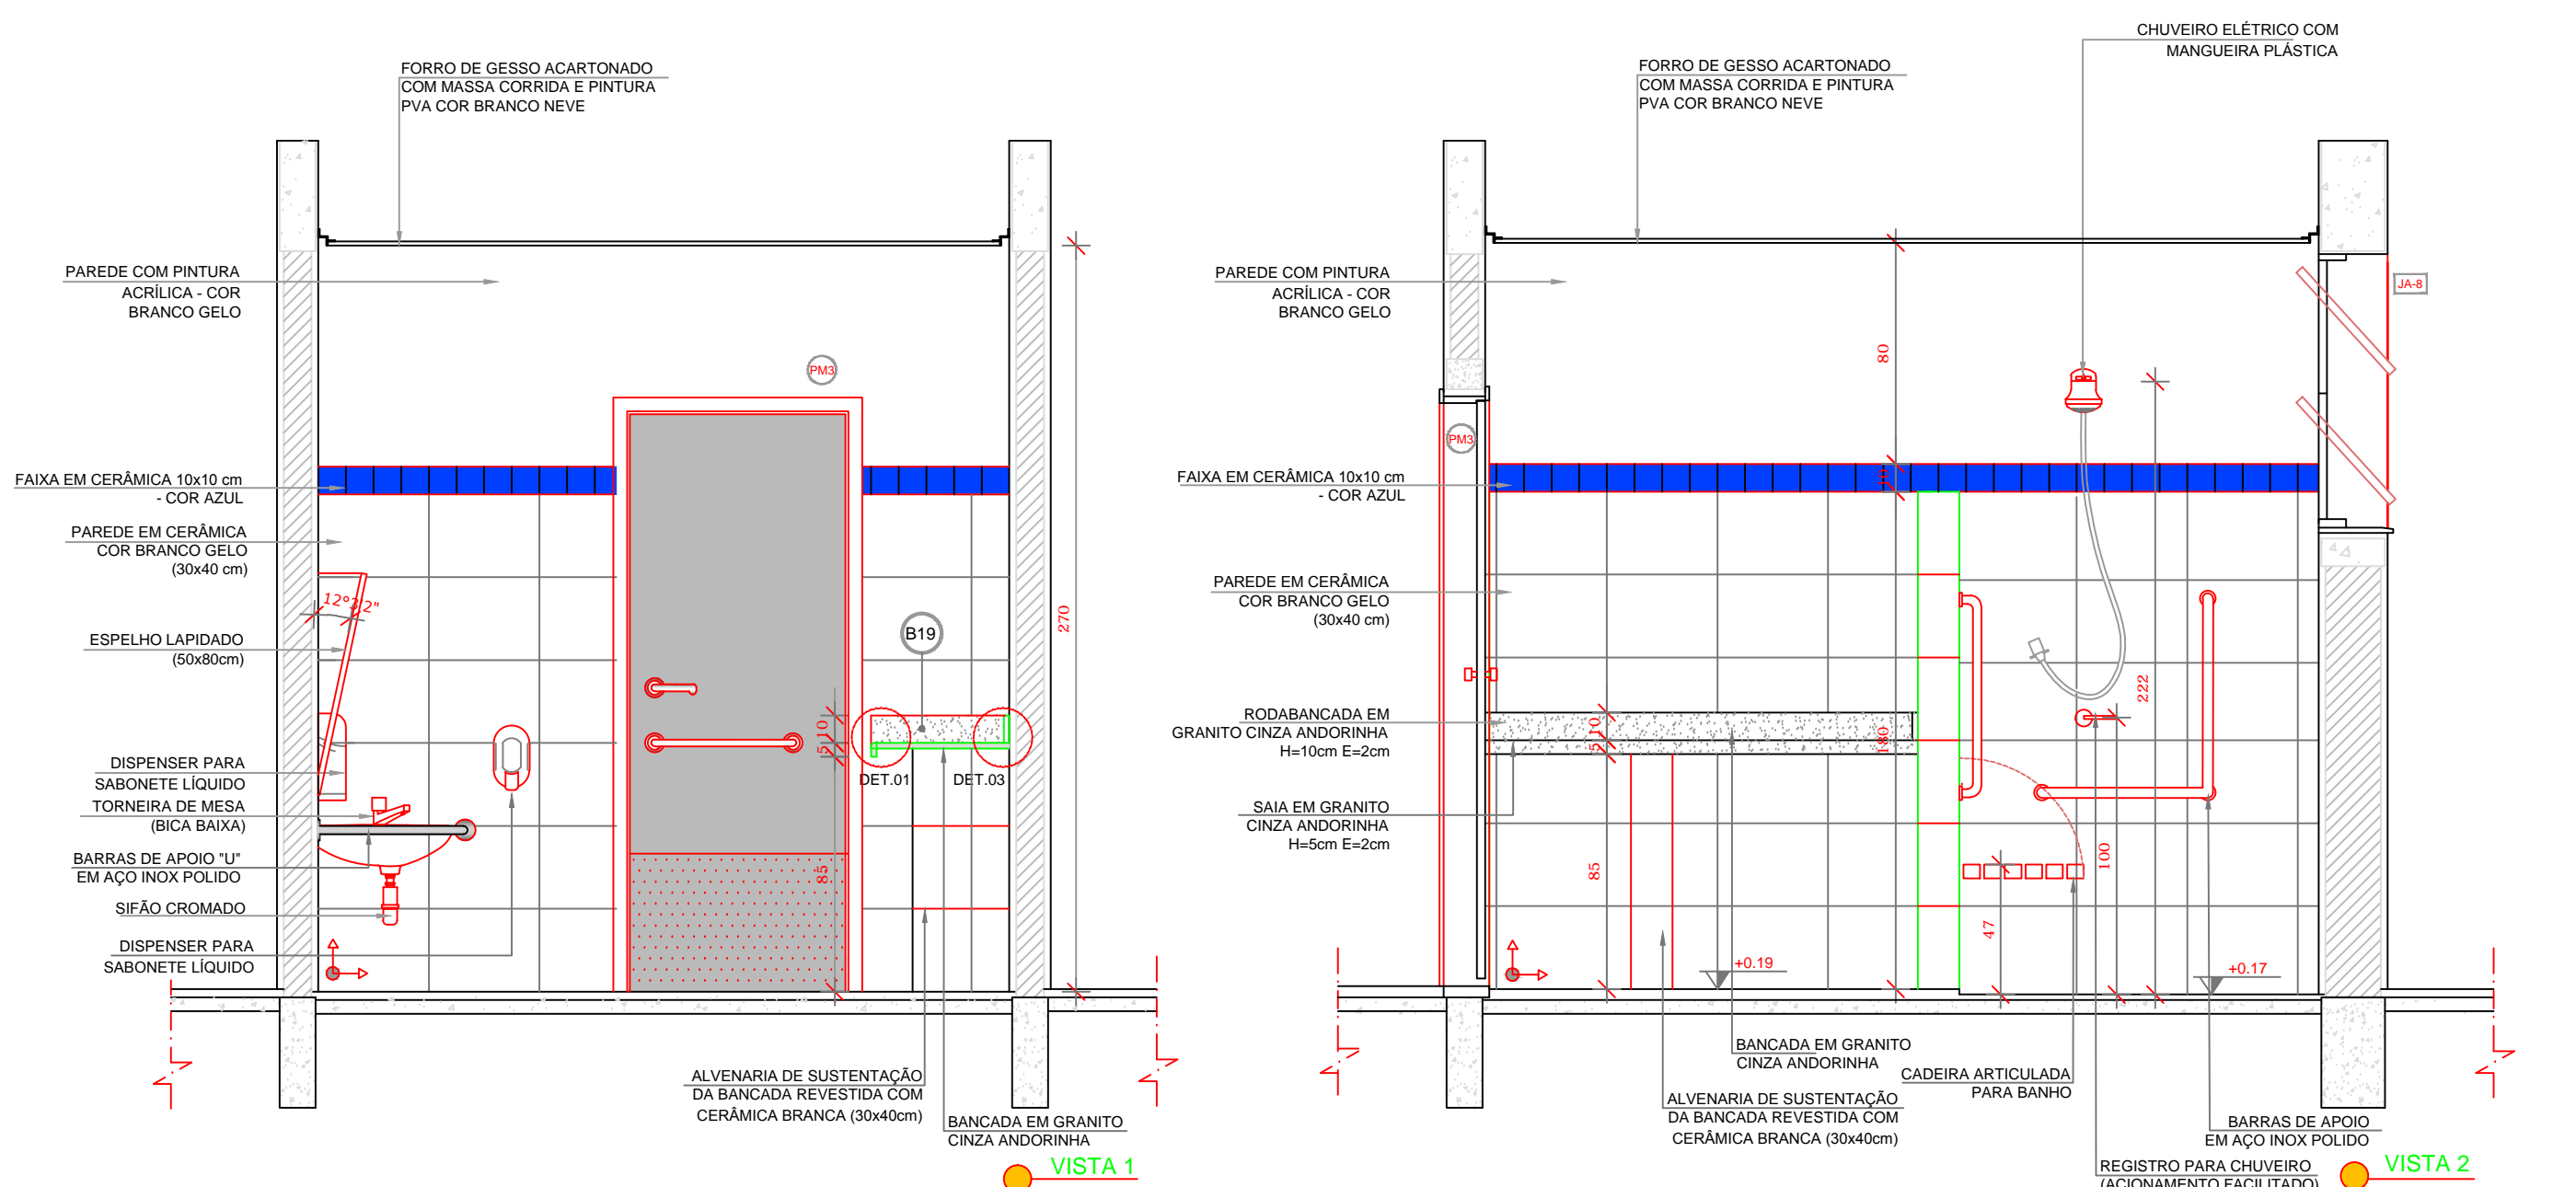 FORRO DE GESSO ACARTONADO
COM MASSA CORRIDA E PINTURA
PVA COR BRANCO NEVE
PAREDE COM PINTURA
ACRÍLICA - COR
BRANCO GELO
PM3
FAIXA EM CERÂMICA 10x10 cm
- COR AZUL
PAREDE EM CERÂMICA
COR BRANCO GELO
(30x40 cm)
ESPELHO LAPIDADO
(50x80cm)
B19
270
10
5
85
DET.01
DET.03
DISPENSER PARA
SABONETE LÍQUIDO
TORNEIRA DE MESA
(BICA BAIXA)
BARRAS DE APOIO "U"
EM AÇO INOX POLIDO
SIFÃO CROMADO
DISPENSER PARA
SABONETE LÍQUIDO
ALVENARIA DE SUSTENTAÇÃO
DA BANCADA REVESTIDA COM
CERÂMICA BRANCA (30x40cm)
BANCADA EM GRANITO
CINZA ANDORINHA
VISTA 1
CHUVEIRO ELÉTRICO COM
MANGUEIRA PLÁSTICA
FORRO DE GESSO ACARTONADO
COM MASSA CORRIDA E PINTURA
PVA COR BRANCO NEVE
PAREDE COM PINTURA
ACRÍLICA - COR
BRANCO GELO
JA-8
80
PM3
FAIXA EM CERÂMICA 10x10 cm
- COR AZUL
10
PAREDE EM CERÂMICA
COR BRANCO GELO
(30x40 cm)
RODABANCADA EM
GRANITO CINZA ANDORINHA
H=10cm E=2cm
10
5
180
222
SAIA EM GRANITO
CINZA ANDORINHA
H=5cm E=2cm
85
100
47
+0.19
+0.17
BANCADA EM GRANITO
CINZA ANDORINHA
CADEIRA ARTICULADA
PARA BANHO
ALVENARIA DE SUSTENTAÇÃO
DA BANCADA REVESTIDA COM
CERÂMICA BRANCA (30x40cm)
BARRAS DE APOIO
EM AÇO INOX POLIDO
REGISTRO PARA CHUVEIRO
(ACIONAMENTO FACILITADO)
VISTA 2